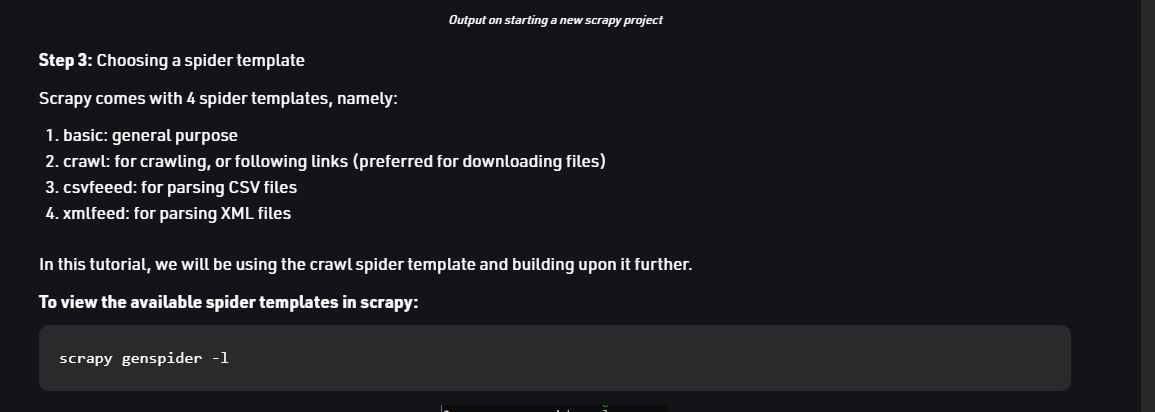 Output on starting a new scrapy project
Step 3: Choosing a spider template
Scrapy comes with 4 spider templates, namely:
1. basic: general purpose
2. crawl: for crawling, or following links (preferred for downloading files)
3. csvfeeed: for parsing CSV files
4. xmlfeed: for parsing XML files
In this tutorial, we will be using the crawl spider template and building upon it further.
To view the available spider templates in scrapy:
scrapy genspider -l